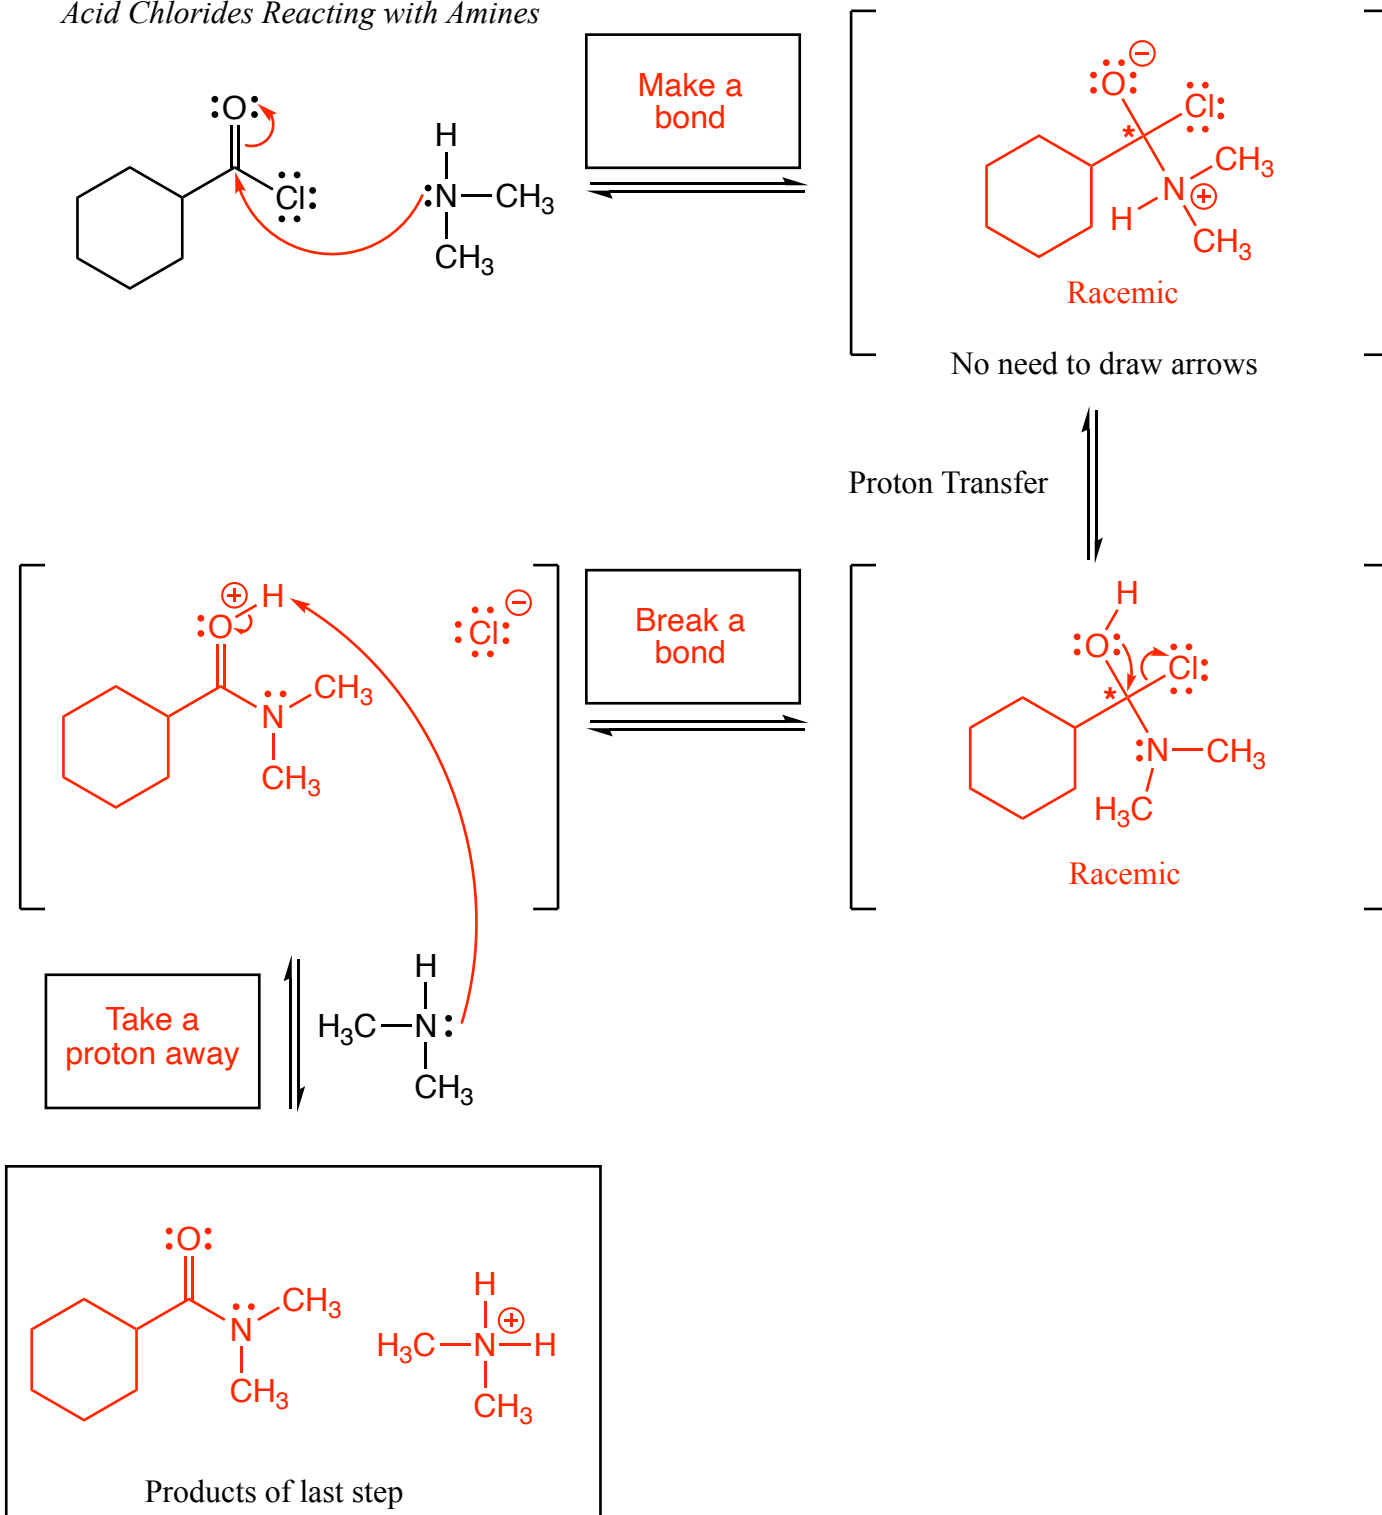 Acid Chlorides Reacting with Amines
Make a
bond
O
Cl
H
N
CH3
CH3
O
Cl
*
CH3
N
H
CH3
Racemic
No need to draw arrows
Proton Transfer
H
O
CH3
N
CH3
Cl
Break a
bond
H
O
Cl
*
N
CH3
H3C
Racemic
Take a
proton away
H
H3C
N
CH3
O
CH3
N
CH3
H
H3C
N
H
CH3
Products of last step